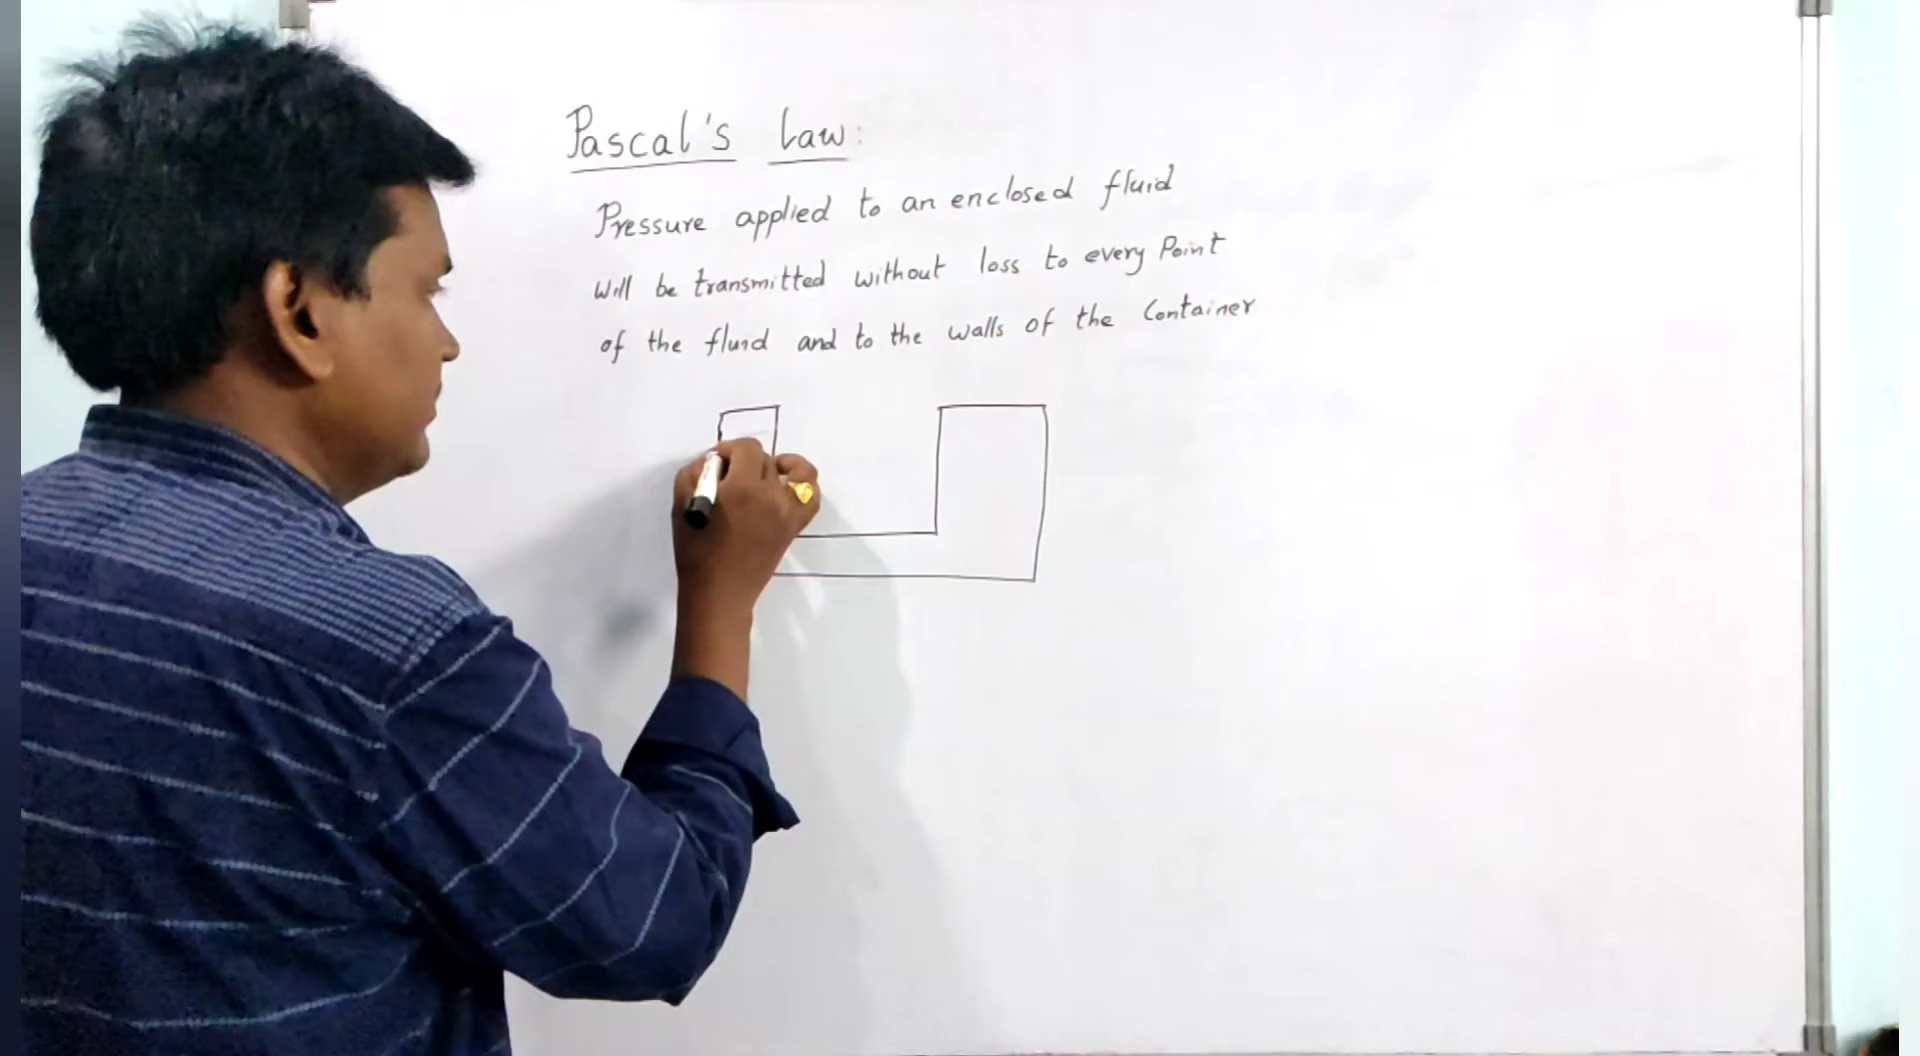 Pascal's Law:
Pressure applied to an enclosed fluid
will be transmitted without loss to every Point
of the fluid and to the walls of the Container